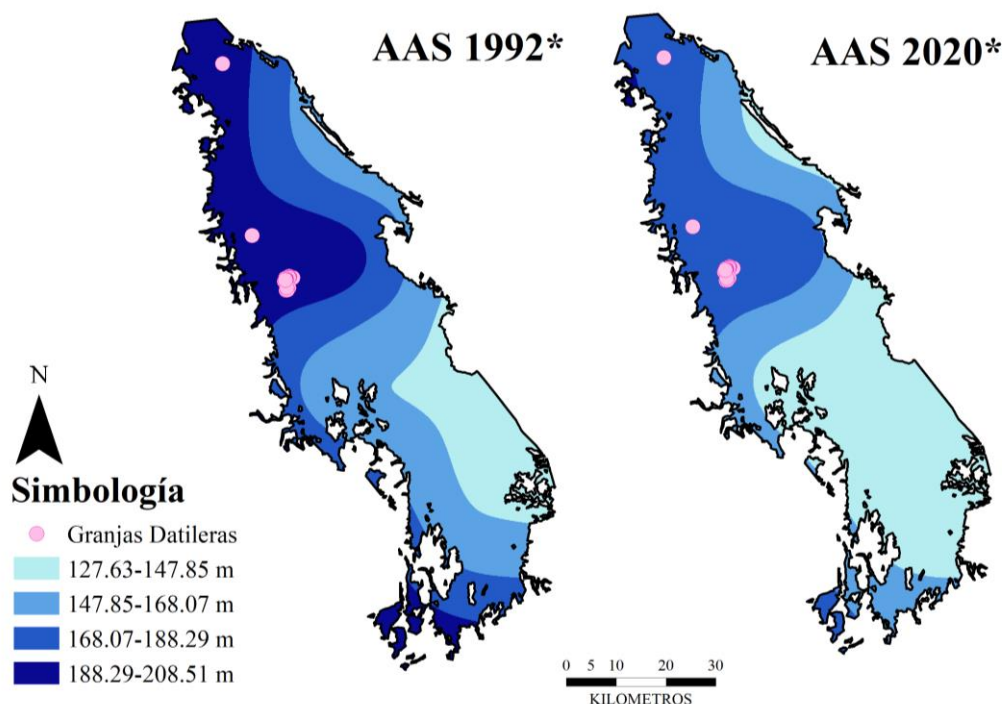 AAS 1992*
AAS 2020*
N
Simbología
Granjas Datileras
127.63-147.85 m
147.85-168.07 m
168.07-188.29 m
188.29-208.51 m
0 5 10 20 30
KILOMETROS